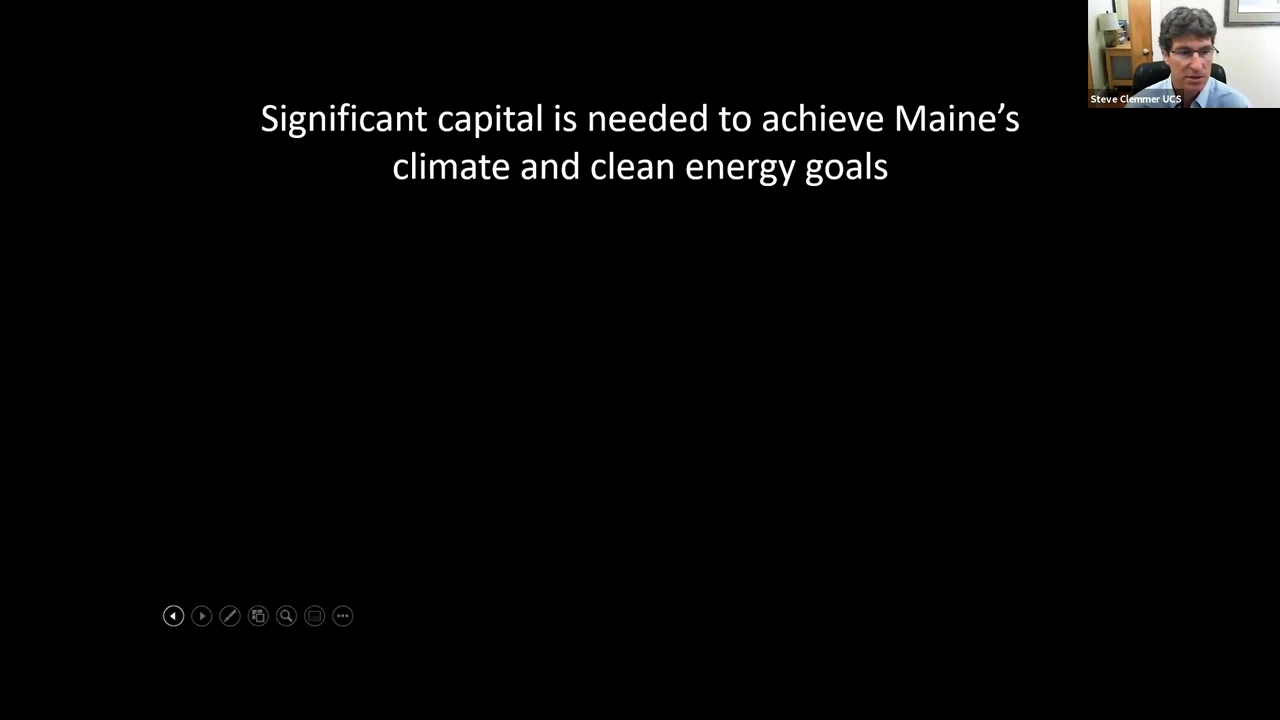 Significant capital is needed to achieve Maine’s
climate and clean energy goals
Steve Clemmer UCS